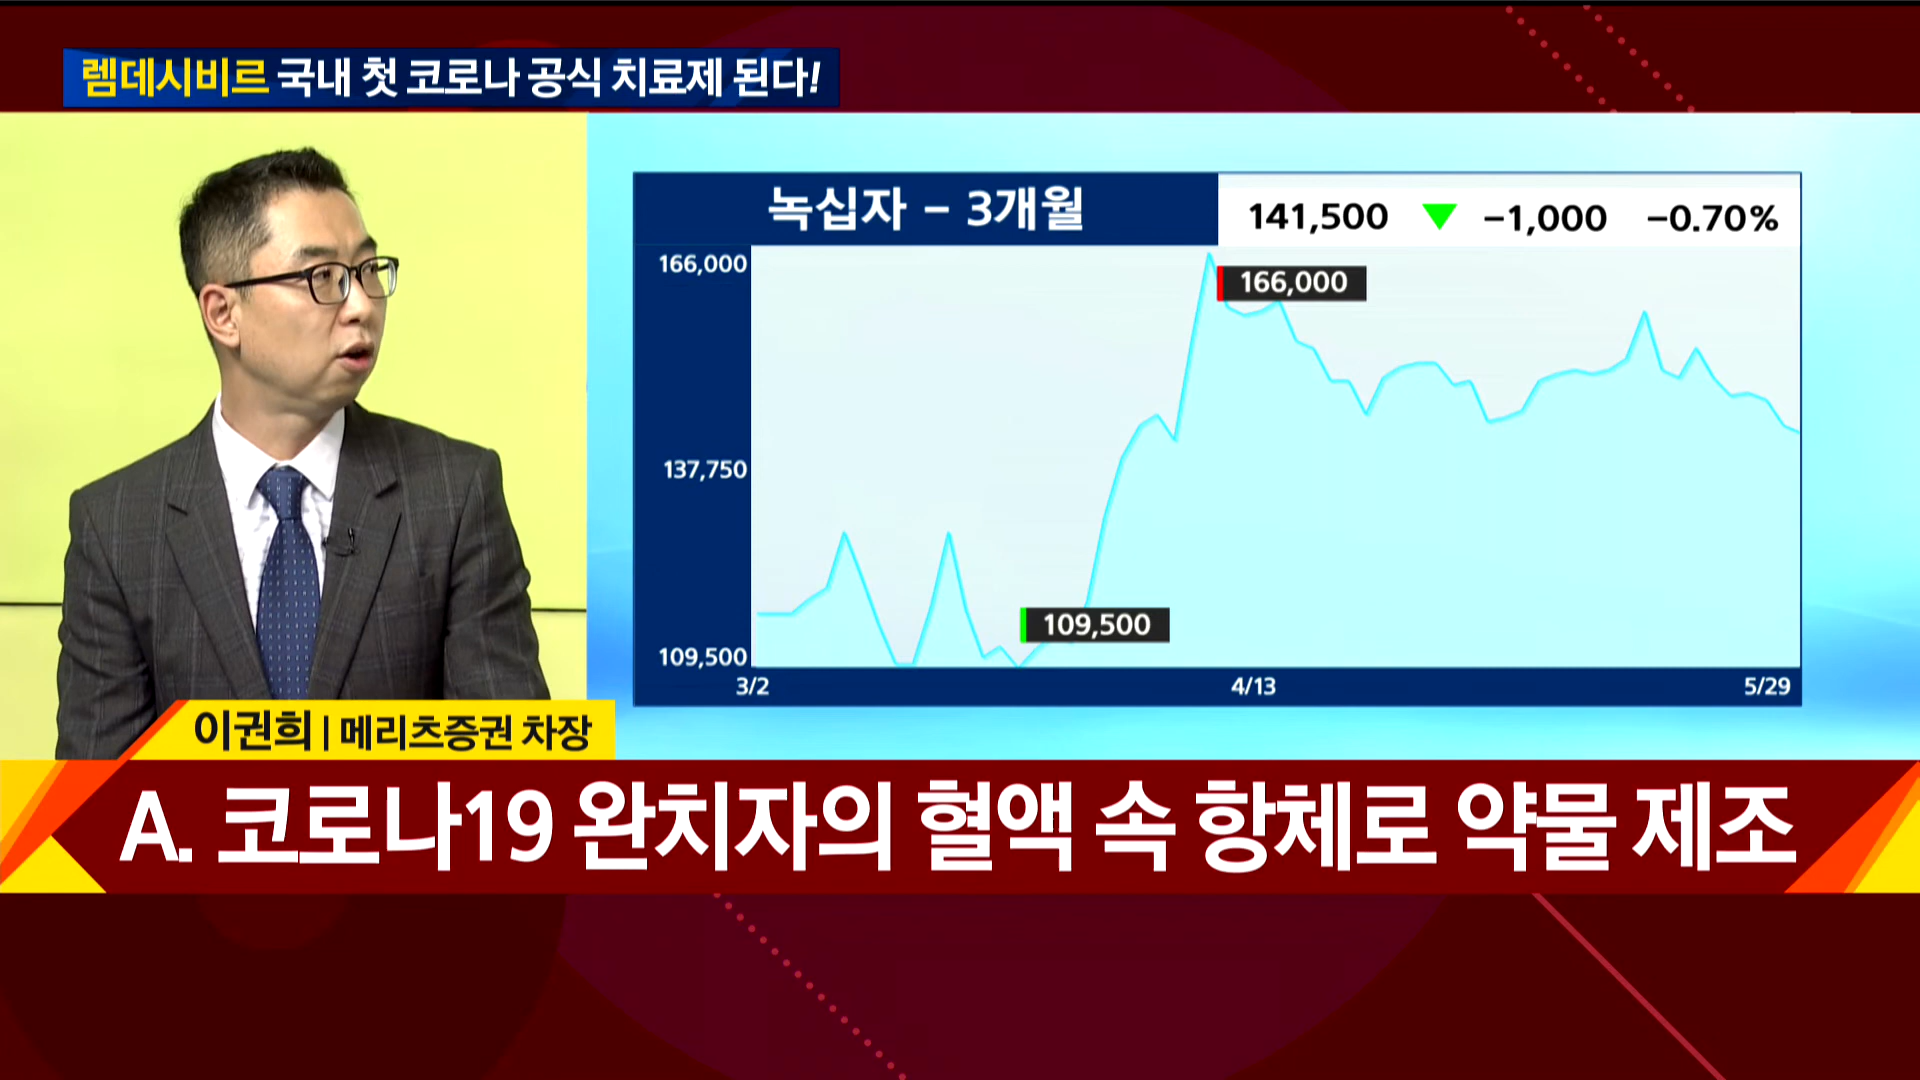 렘데시비르 국내 첫 코로나 공식 치료제 된다!
녹십자 - 3개월
141,500 ▼ -1,000 -0.70%
166,000
166,000
137,750
109,500
109,500
3/2 4/13 5/29
이권희 | 메리츠증권 차장
A. 코로나19 완치자의 혈액 속 항체로 약물 제조